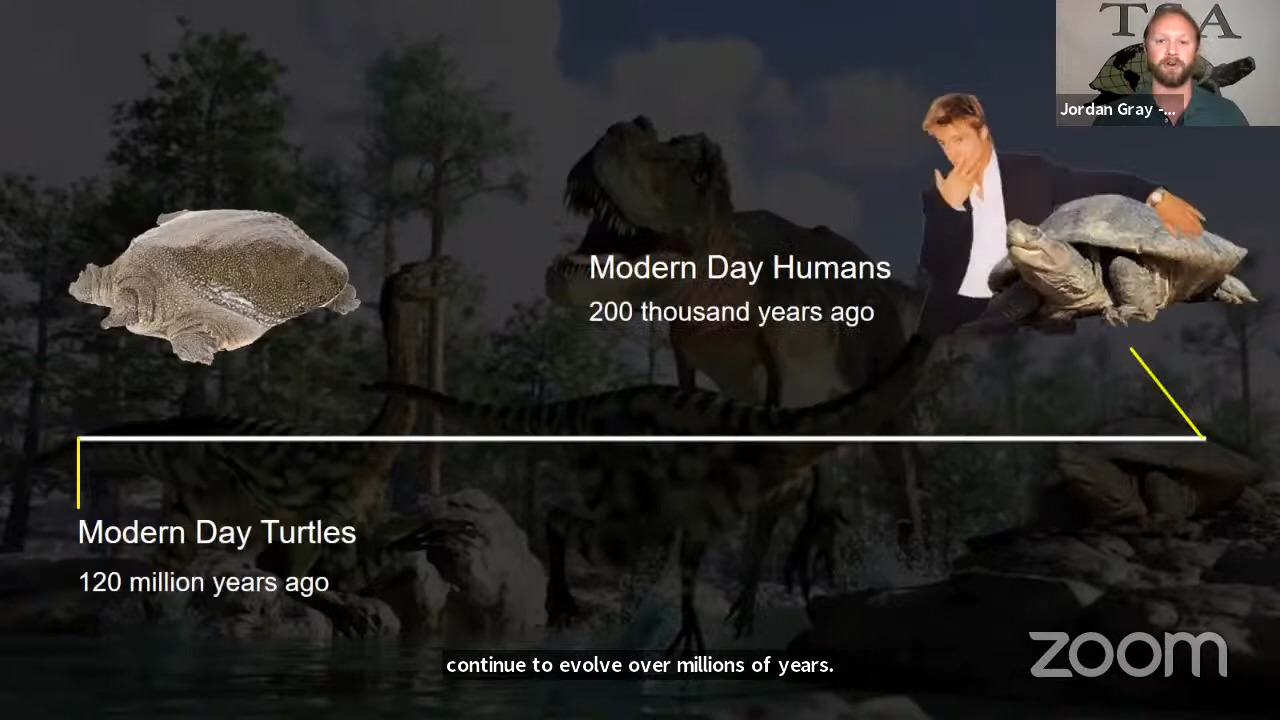 TSA
Jordan Gray -...
Modern Day Humans
200 thousand years ago
Modern Day Turtles
120 million years ago
continue to evolve over millions of years.
zoom